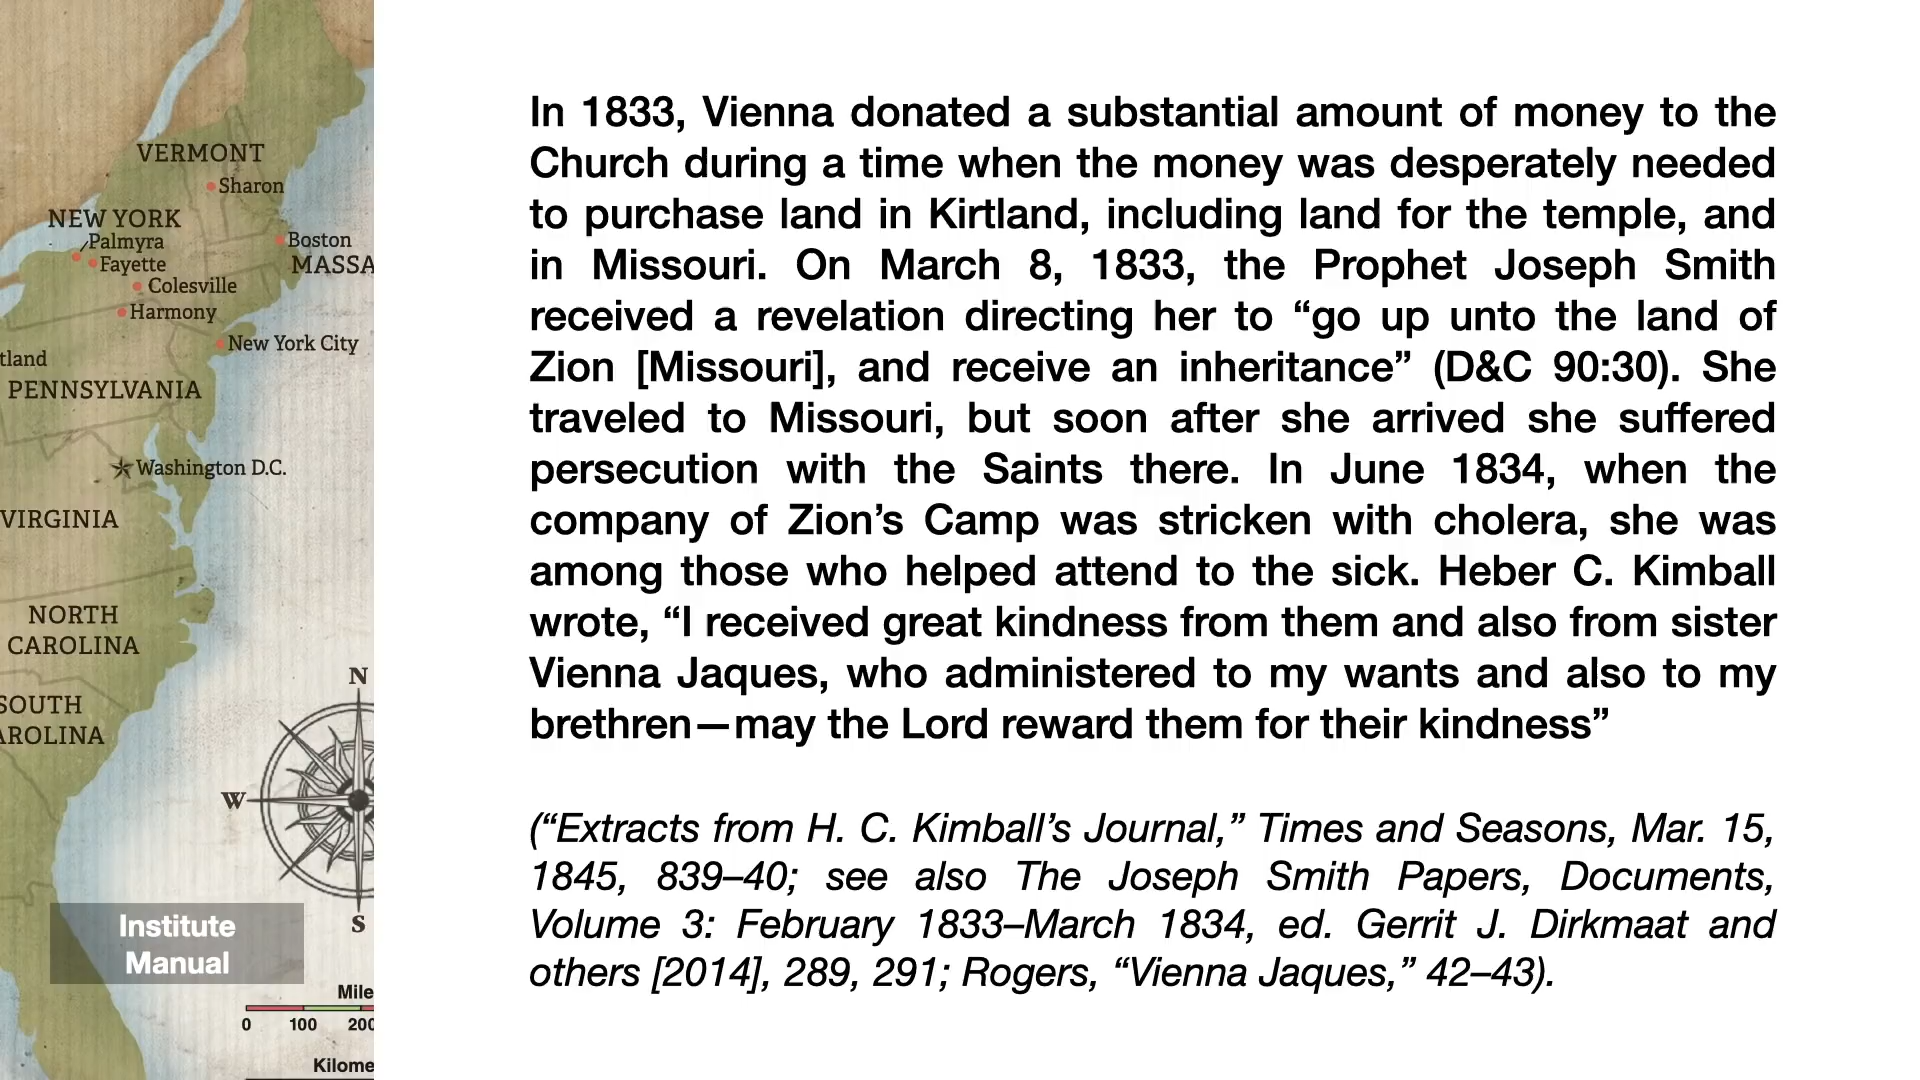 VERMONT
Sharon
NEW YORK
Palmyra
Fayette
Boston
MASSA
Colesville
Harmony
New York City
tland
PENNSYLVANIA
Washington D.C.
VIRGINIA
NORTH
CAROLINA
SOUTH
AROLINA
N
W
S
Institute
Manual
Mile
0 100 200
Kilome
In 1833, Vienna donated a substantial amount of money to the
Church during a time when the money was desperately needed
to purchase land in Kirtland, including land for the temple, and
in Missouri. On March 8, 1833, the Prophet Joseph Smith
received a revelation directing her to “go up unto the land of
Zion [Missouri], and receive an inheritance” (D&C 90:30). She
traveled to Missouri, but soon after she arrived she suffered
persecution with the Saints there. In June 1834, when the
company of Zion’s Camp was stricken with cholera, she was
among those who helped attend to the sick. Heber C. Kimball
wrote, “I received great kindness from them and also from sister
Vienna Jaques, who administered to my wants and also to my
brethren—may the Lord reward them for their kindness”
(“Extracts from H. C. Kimball’s Journal,” Times and Seasons, Mar. 15,
1845, 839–40; see also The Joseph Smith Papers, Documents,
Volume 3: February 1833–March 1834, ed. Gerrit J. Dirkmaat and
others [2014], 289, 291; Rogers, “Vienna Jaques,” 42–43).